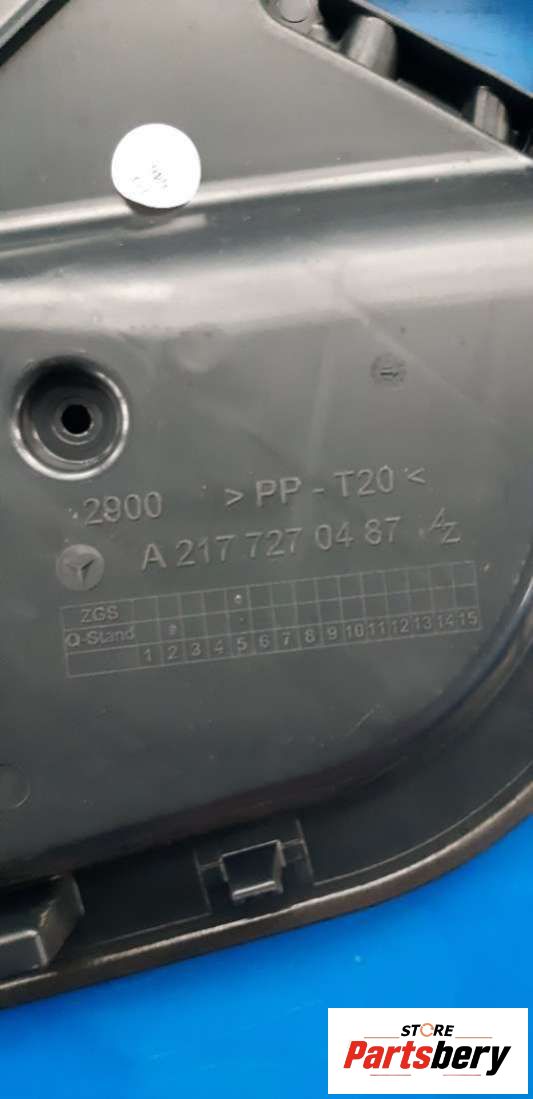 2900 >PP-T20<
A 217 727 04 87 AZ
ZGS
Q-Stand
1 2 3 4 5 6 7 8 9 10 11 12 13 14 15
STORE
Partsbery